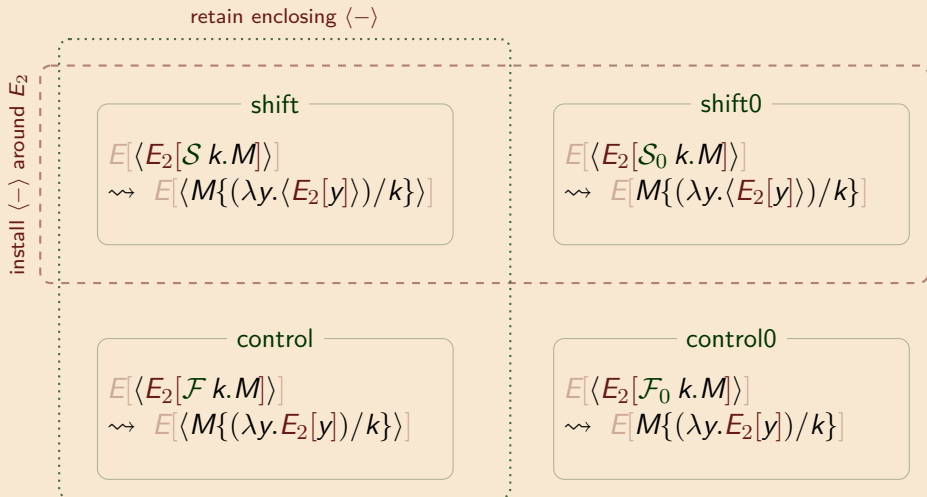 retain enclosing ⟨−⟩
install ⟨−⟩ around E₂
shift
E[⟨E₂[𝒮 k.M]⟩]
⇝ E[⟨M{(λy.⟨E₂[y]⟩)/k}⟩]
shift0
E[⟨E₂[𝒮₀ k.M]⟩]
⇝ E[M{(λy.⟨E₂[y]⟩)/k}]
control
E[⟨E₂[ℱ k.M]⟩]
⇝ E[⟨M{(λy.E₂[y])/k}⟩]
control0
E[⟨E₂[ℱ₀ k.M]⟩]
⇝ E[M{(λy.E₂[y])/k}]